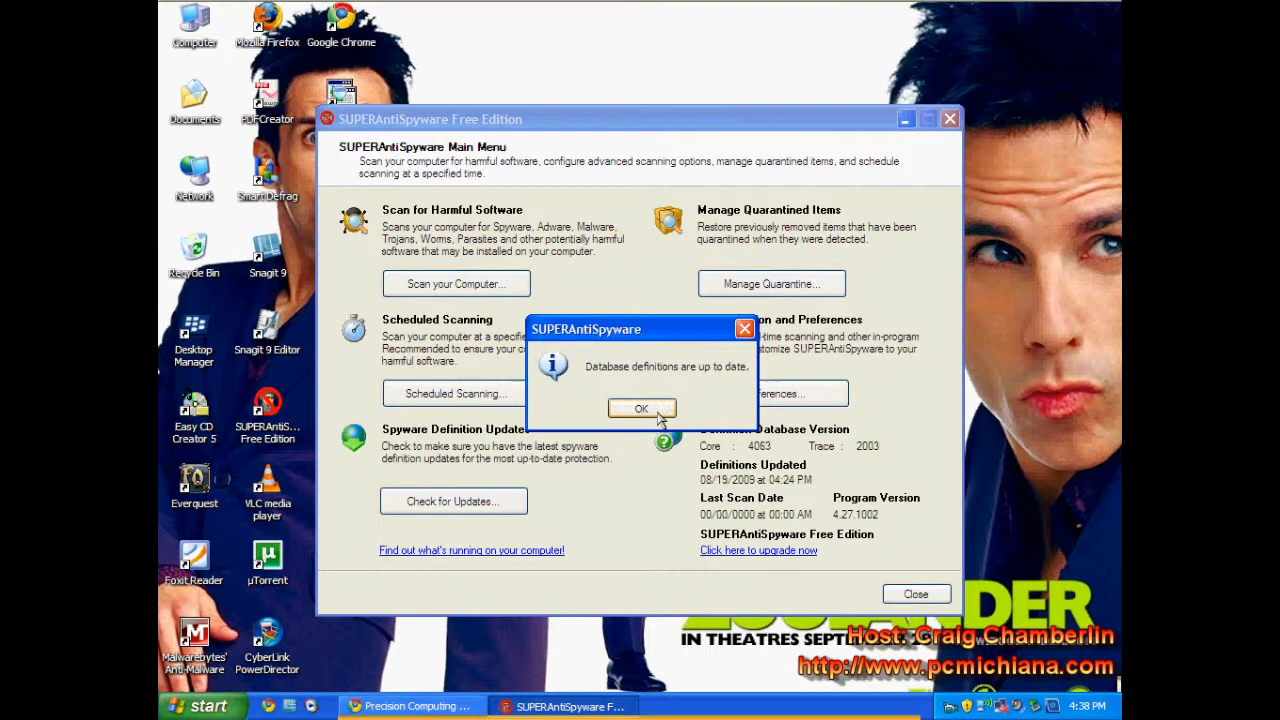 Computer
Mozilla Firefox
Google Chrome
Documents
PDFCreator
Network
Smart Defrag
Recycle Bin
Snagit 9
Desktop
Manager
Snagit 9 Editor
Easy CD
Creator 5
SUPERAntiS...
Free Edition
Everquest
VLC media
player
Foxit Reader
µTorrent
Malwarebytes'
Anti-Malware
CyberLink
PowerDirector
SUPERAntiSpyware Free Edition
SUPERAntiSpyware Main Menu
Scan your computer for harmful software, configure advanced scanning options, manage quarantined items, and schedule
scanning at a specified time.
Scan for Harmful Software
Scans your computer for Spyware, Adware, Malware,
Trojans, Worms, Parasites and other potentially harmful
software that may be installed on your computer.
Scan your Computer...
Manage Quarantined Items
Restore previously removed items that have been
quarantined when they were detected.
Manage Quarantine...
Scheduled Scanning
Scan your computer at a specifie
Recommended to ensure your c
harmful software.
Scheduled Scanning...
on and Preferences
l-time scanning and other in-program
tomize SUPERAntiSpyware to your
erences...
SUPERAntiSpyware
Database definitions are up to date.
OK
Spyware Definition Update
Check to make sure you have the latest spyware
definition updates for the most up-to-date protection.
Check for Updates...
Find out what's running on your computer!
Database Version
Core : 4063 Trace : 2003
Definitions Updated
08/19/2009 at 04:24 PM
Last Scan Date Program Version
00/00/0000 at 00:00 AM 4.27.1002
SUPERAntiSpyware Free Edition
Click here to upgrade now
Close
IN THEATRES SEPT
Host: Craig Chamberlin
http://www.pcmichiana.com
start
Precision Computing ...
SUPERAntiSpyware F...
4:38 PM